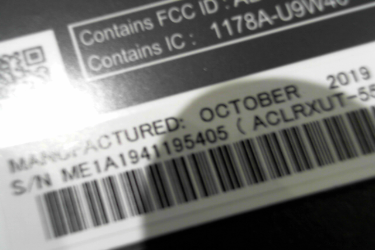 Contains FCC ID :
Contains IC : 1178A-U9W4
MANUFACTURED: OCTOBER 2019
S/N ME1A1941195405 ( ACLRXUT-55